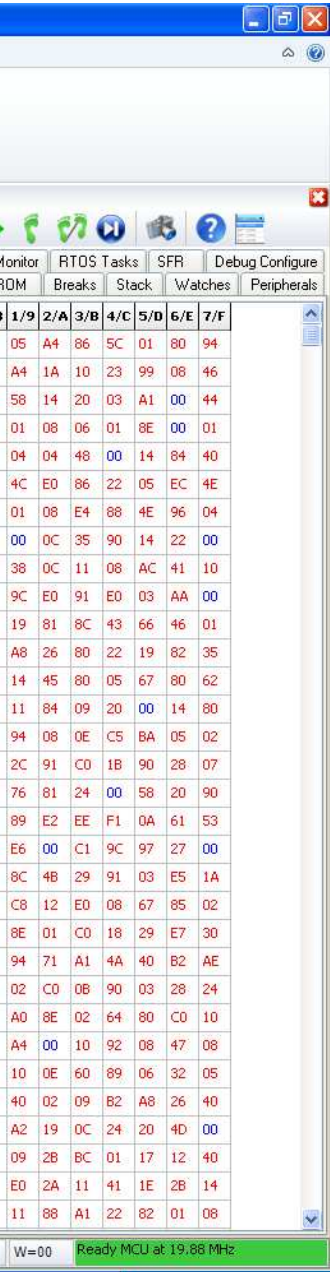 Monitor RTOS Tasks SFR Debug Configure
ROM Breaks Stack Watches Peripherals
1/9 2/A 3/B 4/C 5/D 6/E 7/F
05 A4 86 5C 01 80 94
A4 1A 10 23 99 08 46
58 14 20 03 A1 00 44
01 08 06 01 8E 00 01
04 04 48 00 14 84 40
4C E0 86 22 05 EC 4E
01 08 E4 88 4E 96 04
00 0C 35 90 14 22 00
38 0C 11 08 AC 41 10
9C E0 91 E0 03 AA 00
19 81 8C 43 66 46 01
A8 26 80 22 19 82 35
14 45 80 05 67 80 62
11 84 09 20 00 14 80
94 08 0E C5 BA 05 02
2C 91 C0 1B 90 28 07
76 81 24 00 58 20 90
89 E2 EE F1 0A 61 53
E6 00 C1 9C 97 27 00
8C 4B 29 91 03 E5 1A
C8 12 E0 08 67 85 02
8E 01 C0 18 29 E7 30
94 71 A1 4A 40 B2 AE
02 C0 0B 90 03 28 24
A0 8E 02 64 80 C0 10
A4 00 10 92 08 47 08
10 0E 60 89 06 32 05
40 02 09 B2 A8 26 40
A2 19 0C 24 20 4D 00
09 2B BC 01 17 12 40
E0 2A 11 41 1E 2B 14
11 88 A1 22 82 01 08
W=00 Ready MCU at 19.88 MHz